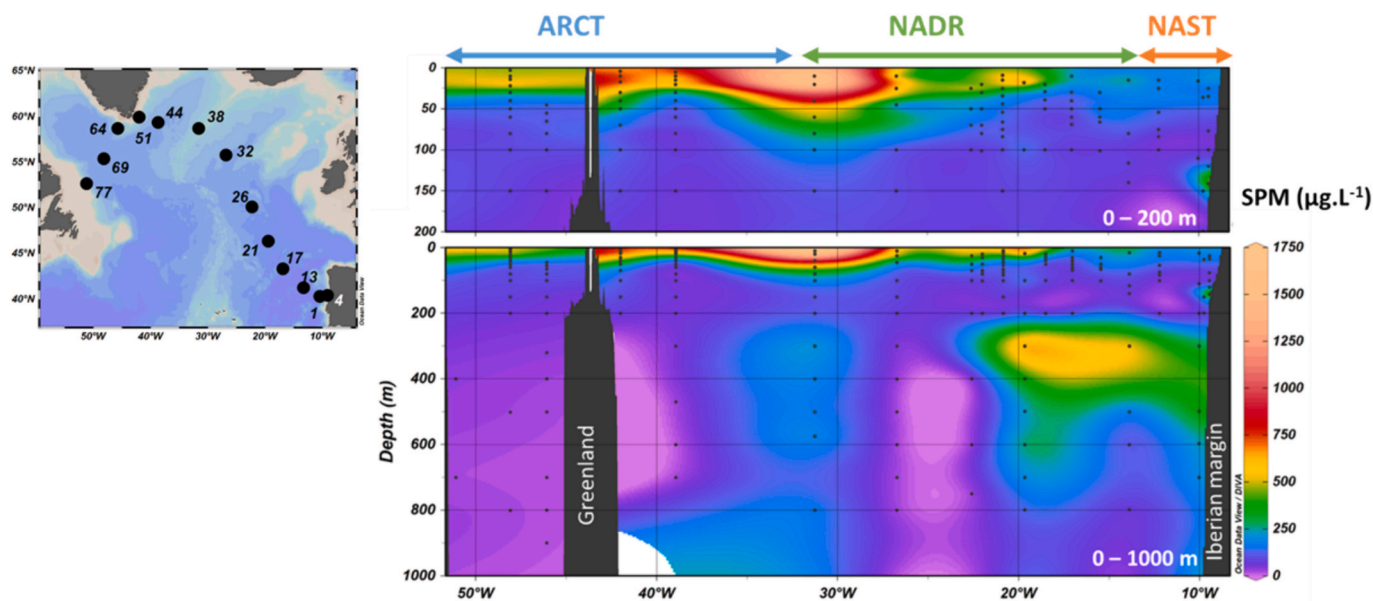 ARCT NADR NAST
65°N
60°N
55°N
50°N
45°N
40°N
50°W 40°W 30°W 20°W 10°W
64
51
44
38
69
77
32
26
21
17
13
1
4
Ocean Data View
0
50
100
150
200
0 – 200 m
SPM (µg.L-1)
Depth (m)
0
200
400
600
800
1000
Greenland
Iberian margin
0 – 1000 m
Ocean Data View / DIVA
50°W 40°W 30°W 20°W 10°W
1750
1500
1250
1000
750
500
250
0